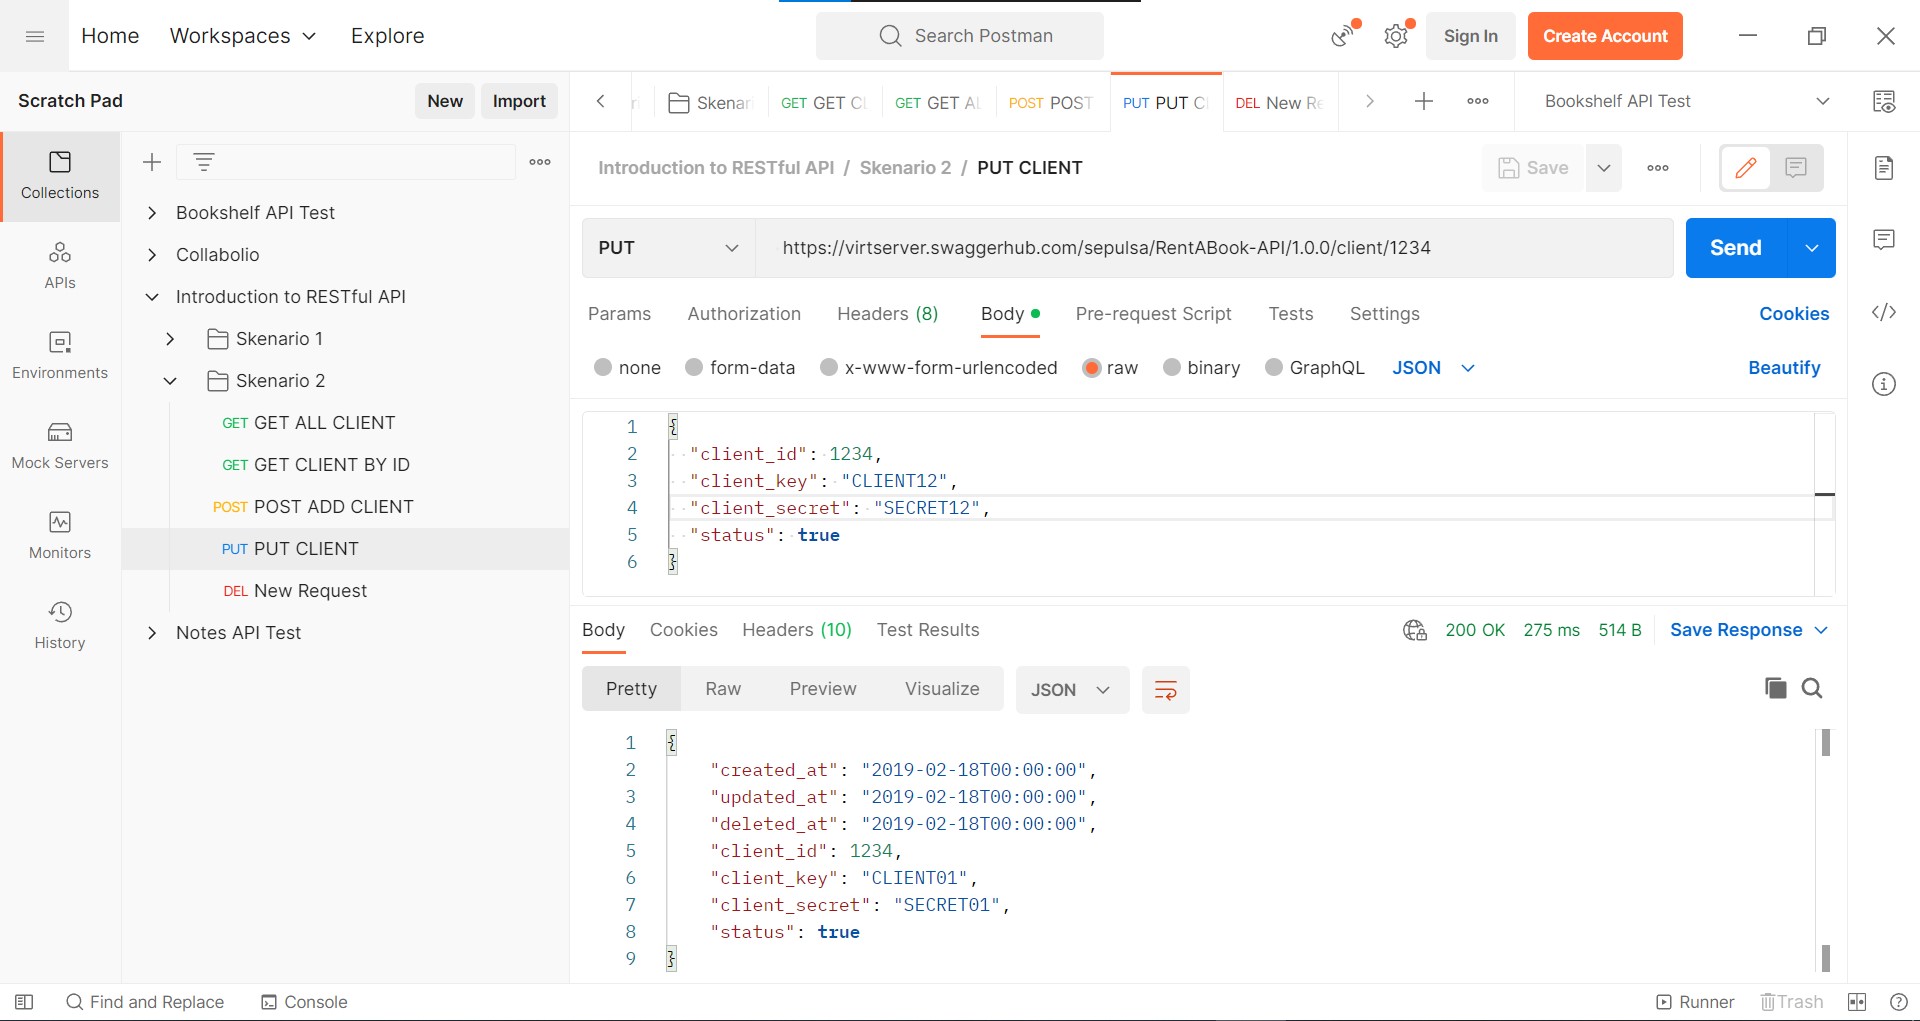 Home Workspaces Explore Search Postman Sign In Create Account
Scratch Pad New Import
Skenar GET GET CL GET GET AL POST POST PUT PUT CL DEL New Re Bookshelf API Test
Collections
APIs
Environments
Mock Servers
Monitors
History
Bookshelf API Test
Collabolio
Introduction to RESTful API
Skenario 1
Skenario 2
GET GET ALL CLIENT
GET GET CLIENT BY ID
POST POST ADD CLIENT
PUT PUT CLIENT
DEL New Request
Notes API Test
Introduction to RESTful API / Skenario 2 / PUT CLIENT Save
PUT https://virtserver.swaggerhub.com/sepulsa/RentABook-API/1.0.0/client/1234 Send
Params Authorization Headers (8) Body Pre-request Script Tests Settings Cookies
none form-data x-www-form-urlencoded raw binary GraphQL JSON Beautify
1 {
2 "client_id": 1234,
3 "client_key": "CLIENT12",
4 "client_secret": "SECRET12",
5 "status": true
6 }
Body Cookies Headers (10) Test Results 200 OK 275 ms 514 B Save Response
Pretty Raw Preview Visualize JSON
1 {
2 "created_at": "2019-02-18T00:00:00",
3 "updated_at": "2019-02-18T00:00:00",
4 "deleted_at": "2019-02-18T00:00:00",
5 "client_id": 1234,
6 "client_key": "CLIENT01",
7 "client_secret": "SECRET01",
8 "status": true
9 }
Find and Replace Console Runner Trash